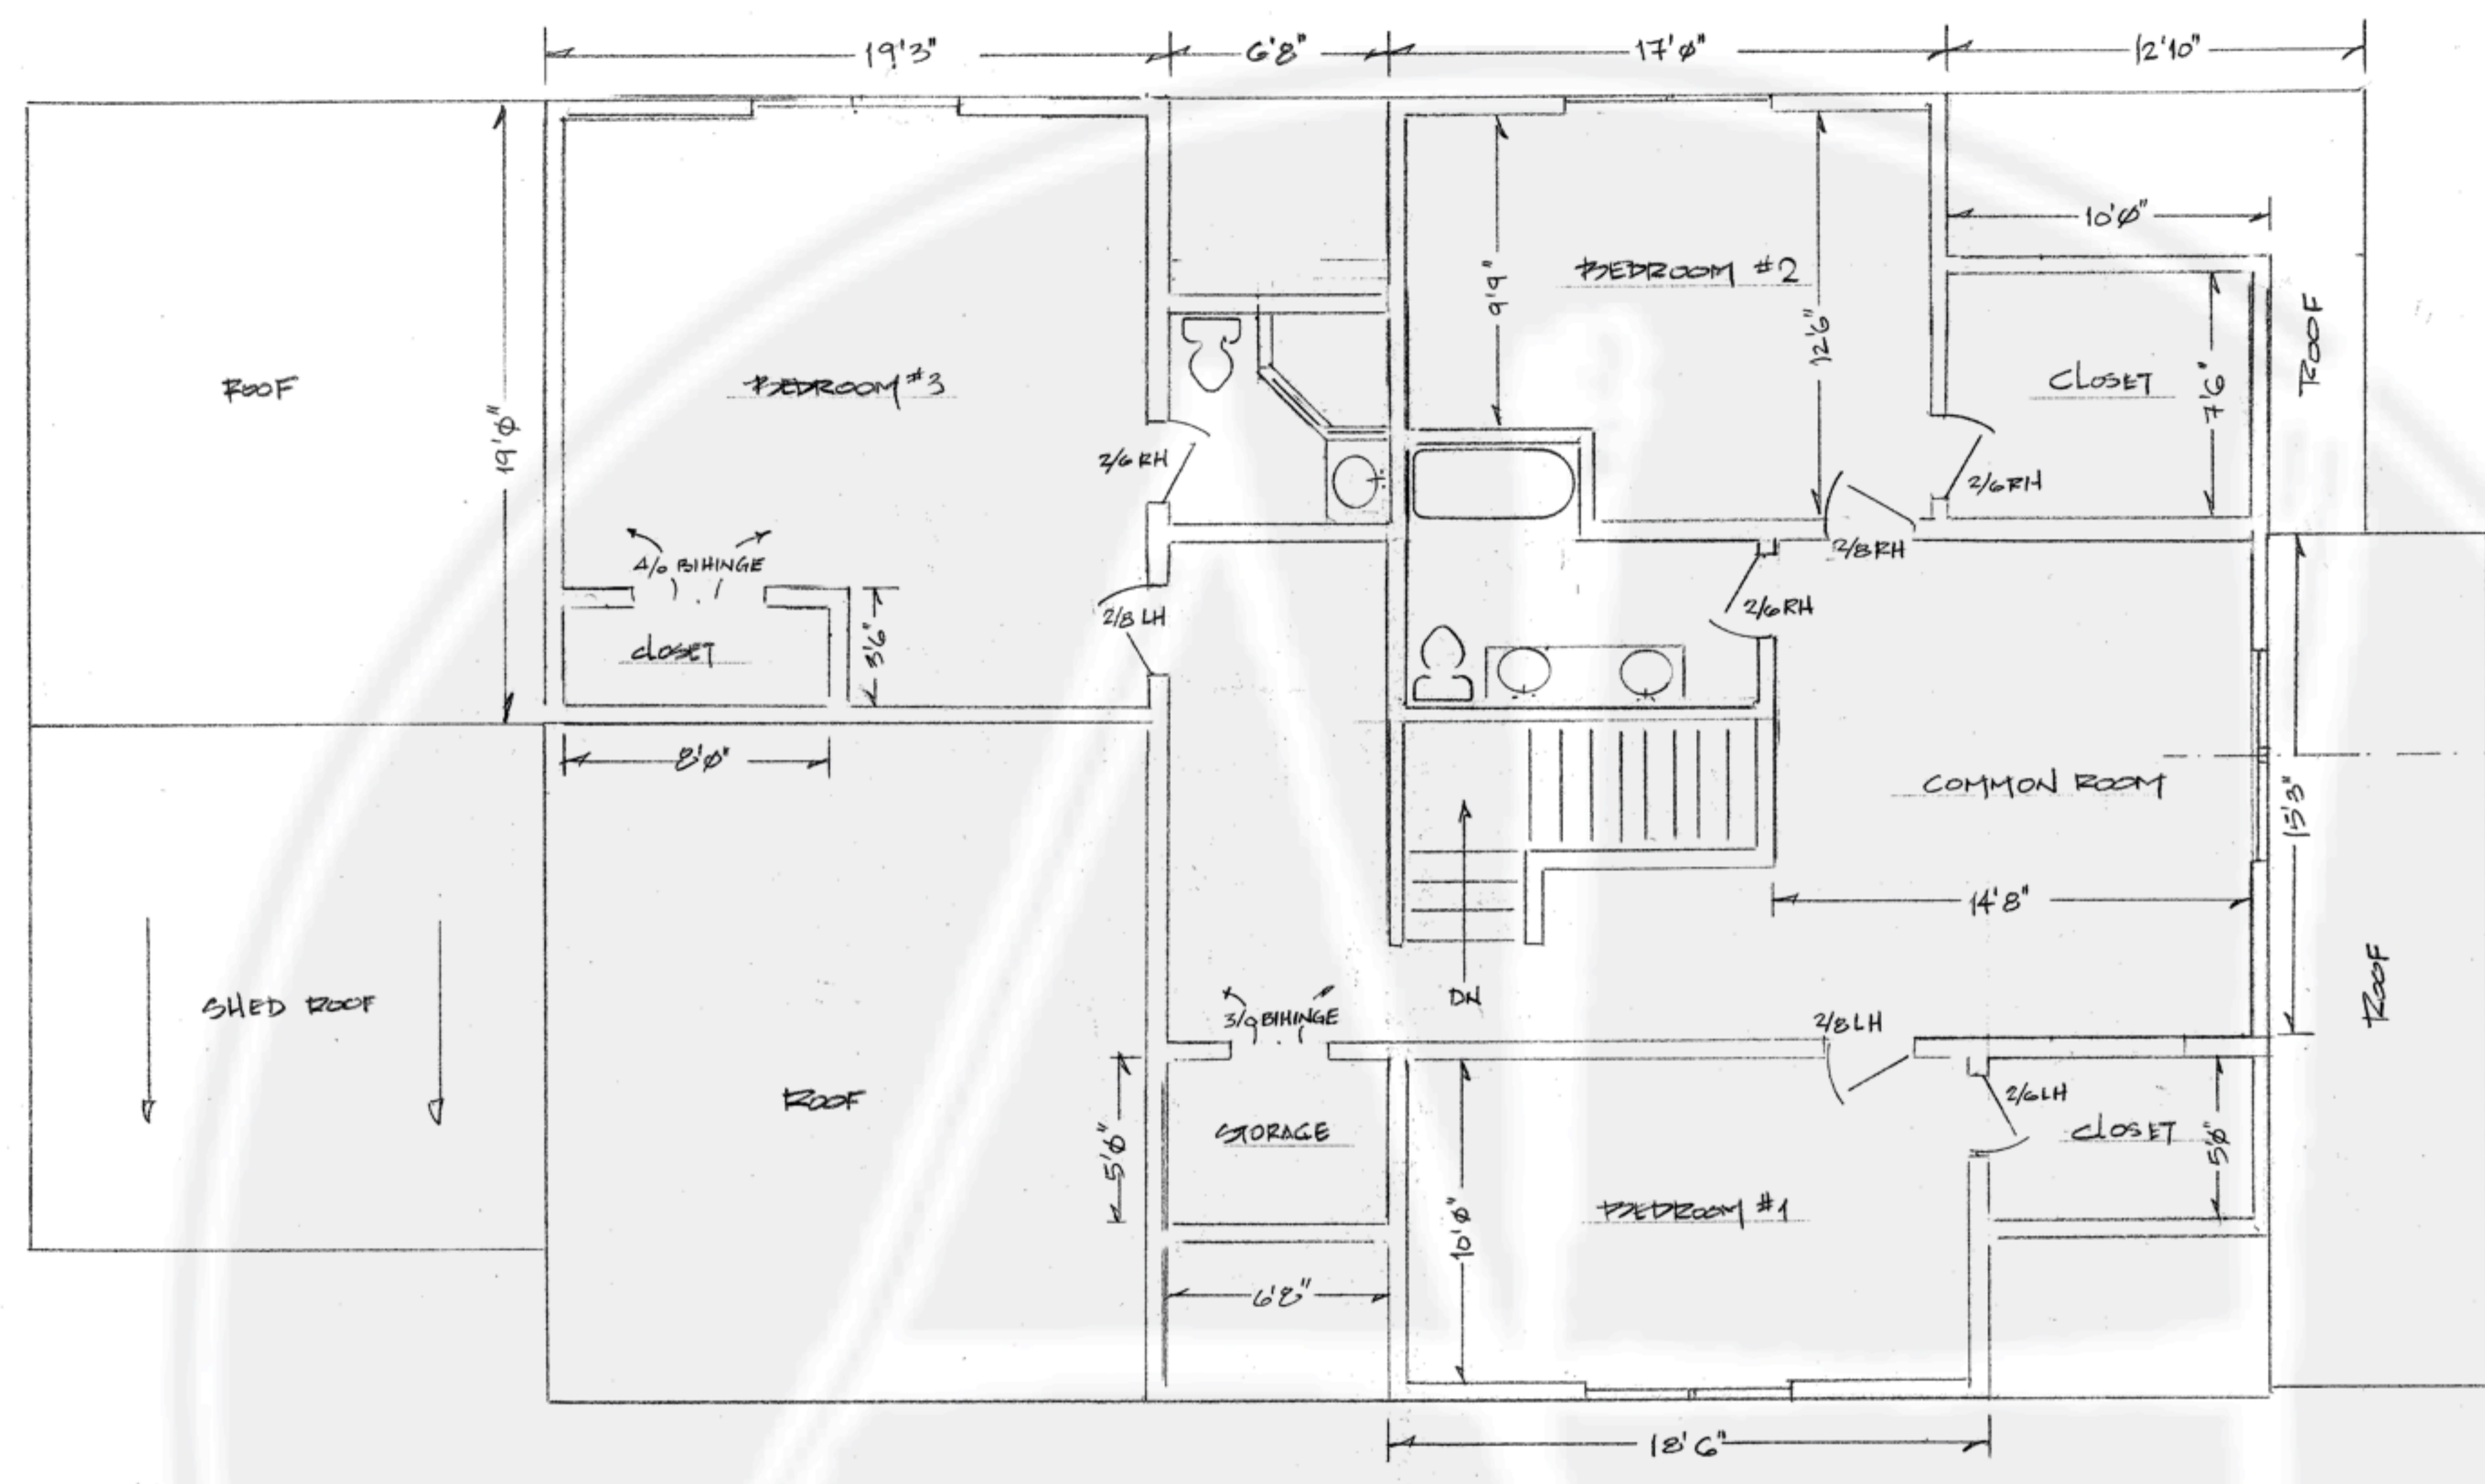 19'3"
6'8"
17'0"
12'10"
10'0"
9'9"
BEDROOM #2
12'6"
ROOF
ROOF
BEDROOM #3
CLOSET
7'6"
19'0"
2/6 RH
2/6 RH
4/0 BIHINGE
2/8 RH
2/8 LH
2/6 RH
CLOSET
3'6"
8'0"
COMMON ROOM
15'3"
14'8"
SHED ROOF
DN
ROOF
3/0 BIHINGE
2/8 LH
ROOF
5'0"
STORAGE
2/6 LH
CLOSET
5'0"
10'0"
BEDROOM #1
6'8"
18'6"